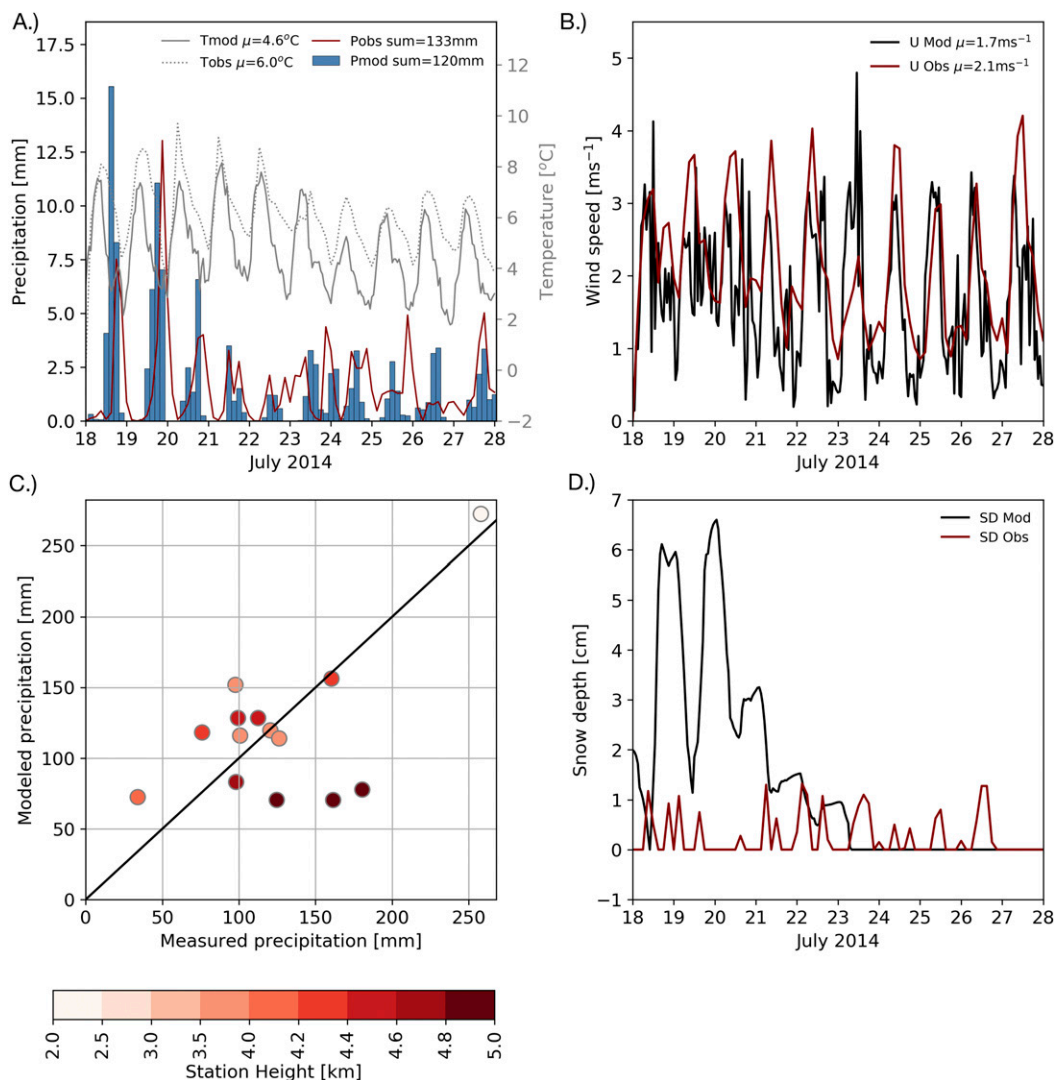 A.)
Tmod μ=4.6°C
Tobs μ=6.0°C
Pobs sum=133mm
Pmod sum=120mm
17.5
15.0
12.5
10.0
7.5
5.0
2.5
0.0
Precipitation [mm]
12
10
8
6
4
2
0
−2
Temperature [°C]
18 19 20 21 22 23 24 25 26 27 28
July 2014
B.)
U Mod μ=1.7ms⁻¹
U Obs μ=2.1ms⁻¹
5
4
3
2
1
0
Wind speed [ms⁻¹]
18 19 20 21 22 23 24 25 26 27 28
July 2014
C.)
250
200
150
100
50
0
Modeled precipitation [mm]
0 50 100 150 200 250
Measured precipitation [mm]
D.)
SD Mod
SD Obs
7
6
5
4
3
2
1
0
−1
Snow depth [cm]
18 19 20 21 22 23 24 25 26 27 28
July 2014
2.0 2.5 3.0 3.5 4.0 4.2 4.4 4.6 4.8 5.0
Station Height [km]